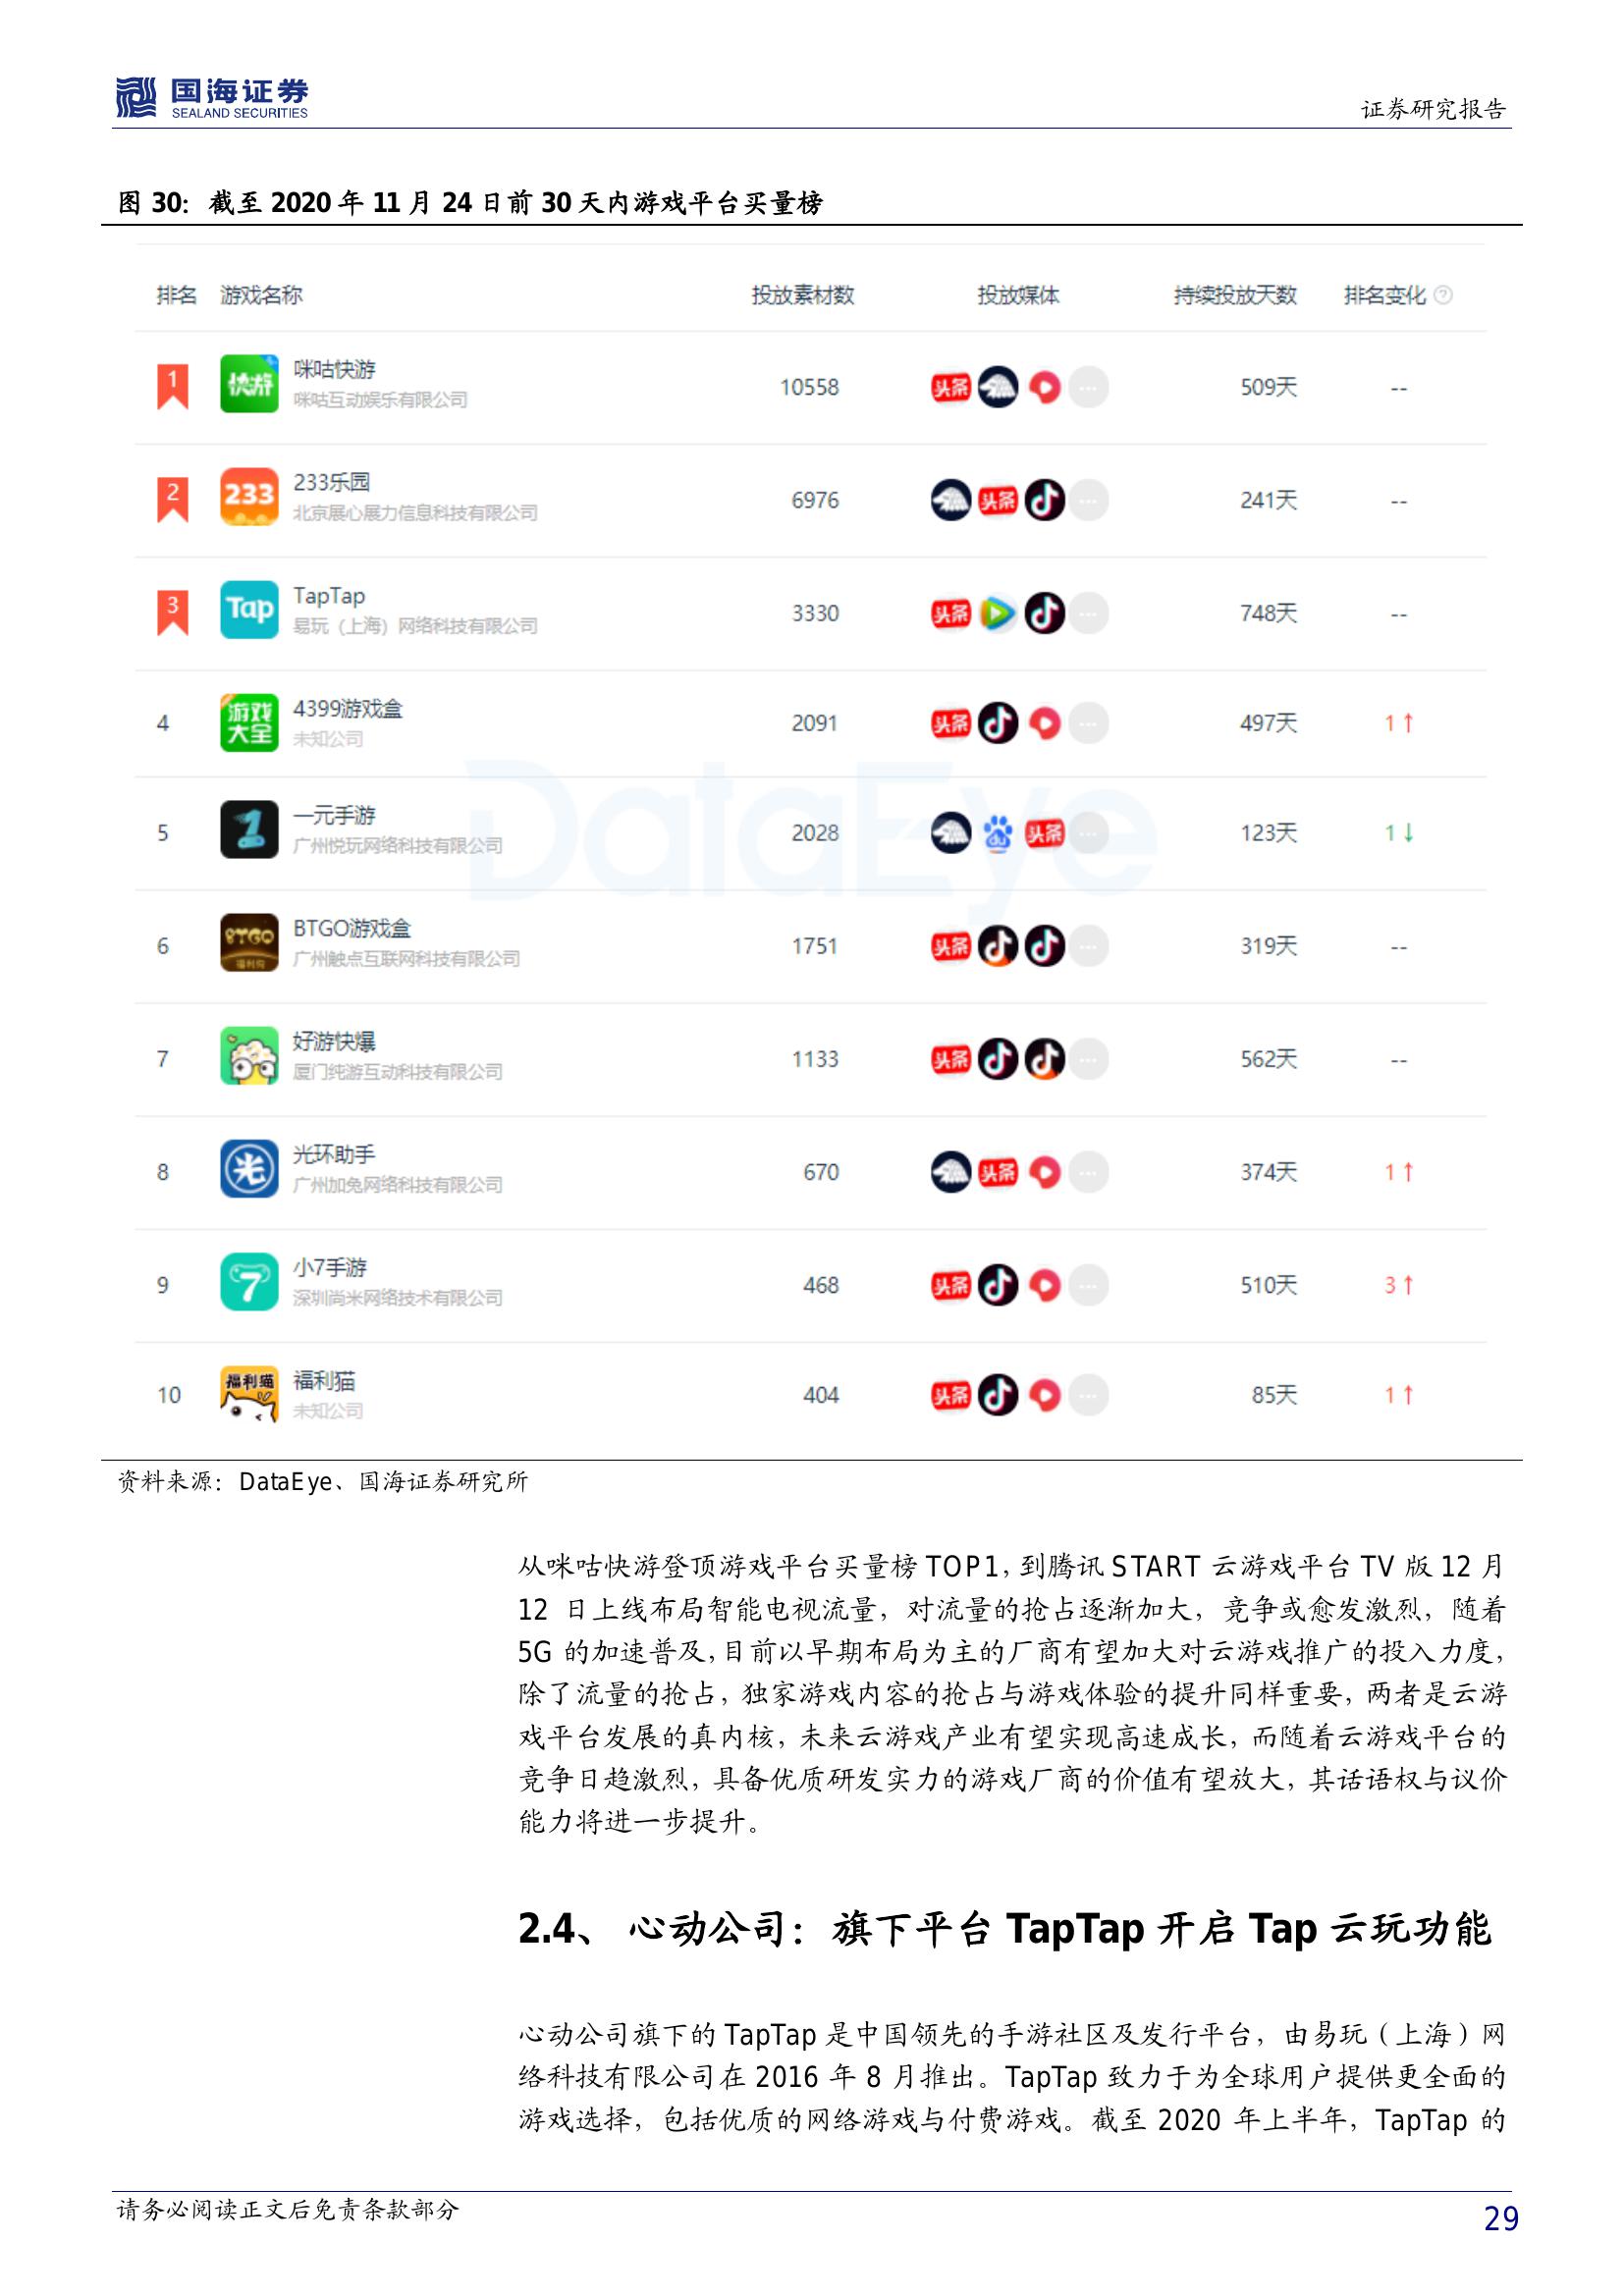 国海证券
SEALAND SECURITIES
证券研究报告
图 30：截至 2020 年 11 月 24 日前 30 天内游戏平台买量榜
排名 游戏名称 投放素材数 投放媒体 持续投放天数 排名变化 ?
1 快游 咪咕快游 10558 头条 509天 --
咪咕互动娱乐有限公司
2 233 233乐园 6976 头条 241天 --
北京展心展力信息科技有限公司
3 Tap TapTap 3330 头条 748天 --
易玩（上海）网络科技有限公司
4 游戏大全 4399游戏盒 2091 头条 497天 1↑
未知公司
5 1 一元手游 2028 du 头条 123天 1↓
广州悦玩网络科技有限公司
DataEye
6 BTGO 福利狗 BTGO游戏盒 1751 头条 319天 --
广州触点互联网科技有限公司
7 好游快爆 1133 头条 562天 --
厦门纯游互动科技有限公司
8 光 光环助手 670 头条 374天 1↑
广州加兔网络科技有限公司
9 7 小7手游 468 头条 510天 3↑
深圳尚米网络技术有限公司
10 福利猫 福利猫 404 头条 85天 1↑
未知公司
资料来源：DataEye、国海证券研究所
从咪咕快游登顶游戏平台买量榜 TOP1，到腾讯 START 云游戏平台 TV 版 12 月
12 日上线布局智能电视流量，对流量的抢占逐渐加大，竞争或愈发激烈，随着
5G 的加速普及，目前以早期布局为主的厂商有望加大对云游戏推广的投入力度，
除了流量的抢占，独家游戏内容的抢占与游戏体验的提升同样重要，两者是云游
戏平台发展的真内核，未来云游戏产业有望实现高速成长，而随着云游戏平台的
竞争日趋激烈，具备优质研发实力的游戏厂商的价值有望放大，其话语权与议价
能力将进一步提升。
2.4、 心动公司：旗下平台 TapTap 开启 Tap 云玩功能
心动公司旗下的 TapTap 是中国领先的手游社区及发行平台，由易玩（上海）网
络科技有限公司在 2016 年 8 月推出。TapTap 致力于为全球用户提供更全面的
游戏选择，包括优质的网络游戏与付费游戏。截至 2020 年上半年，TapTap 的
请务必阅读正文后免责条款部分
29